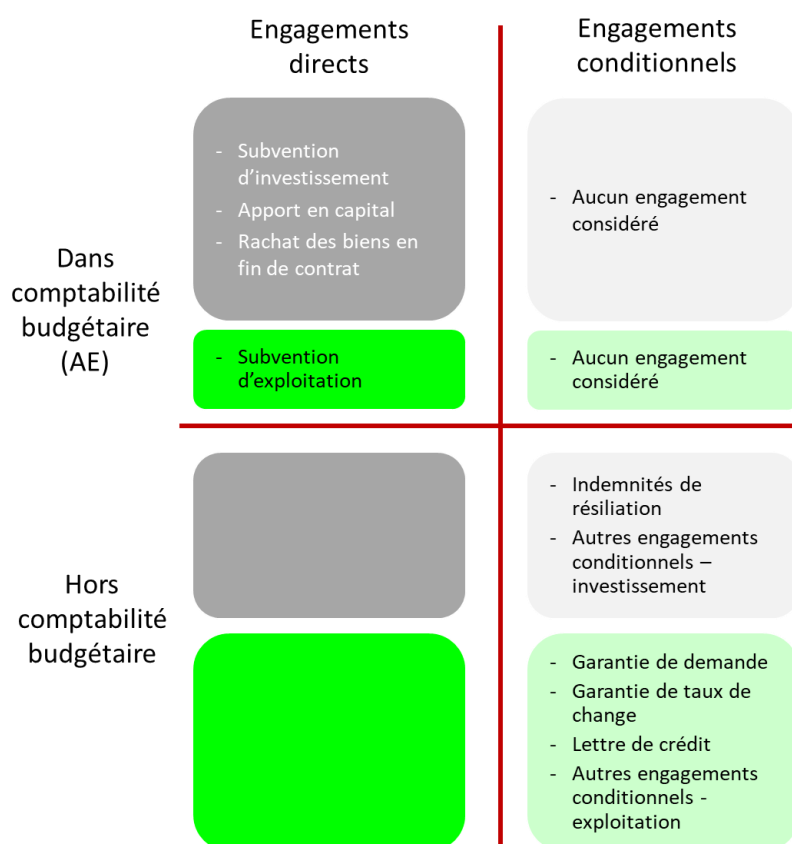 Engagements
directs
Engagements
conditionnels
Dans
comptabilité
budgétaire
(AE)
- Subvention
d’investissement
- Apport en capital
- Rachat des biens en
fin de contrat
- Aucun engagement
considéré
- Subvention
d’exploitation
- Aucun engagement
considéré
Hors
comptabilité
budgétaire
- Indemnités de
résiliation
- Autres engagements
conditionnels –
investissement
- Garantie de demande
- Garantie de taux de
change
- Lettre de crédit
- Autres engagements
conditionnels -
exploitation